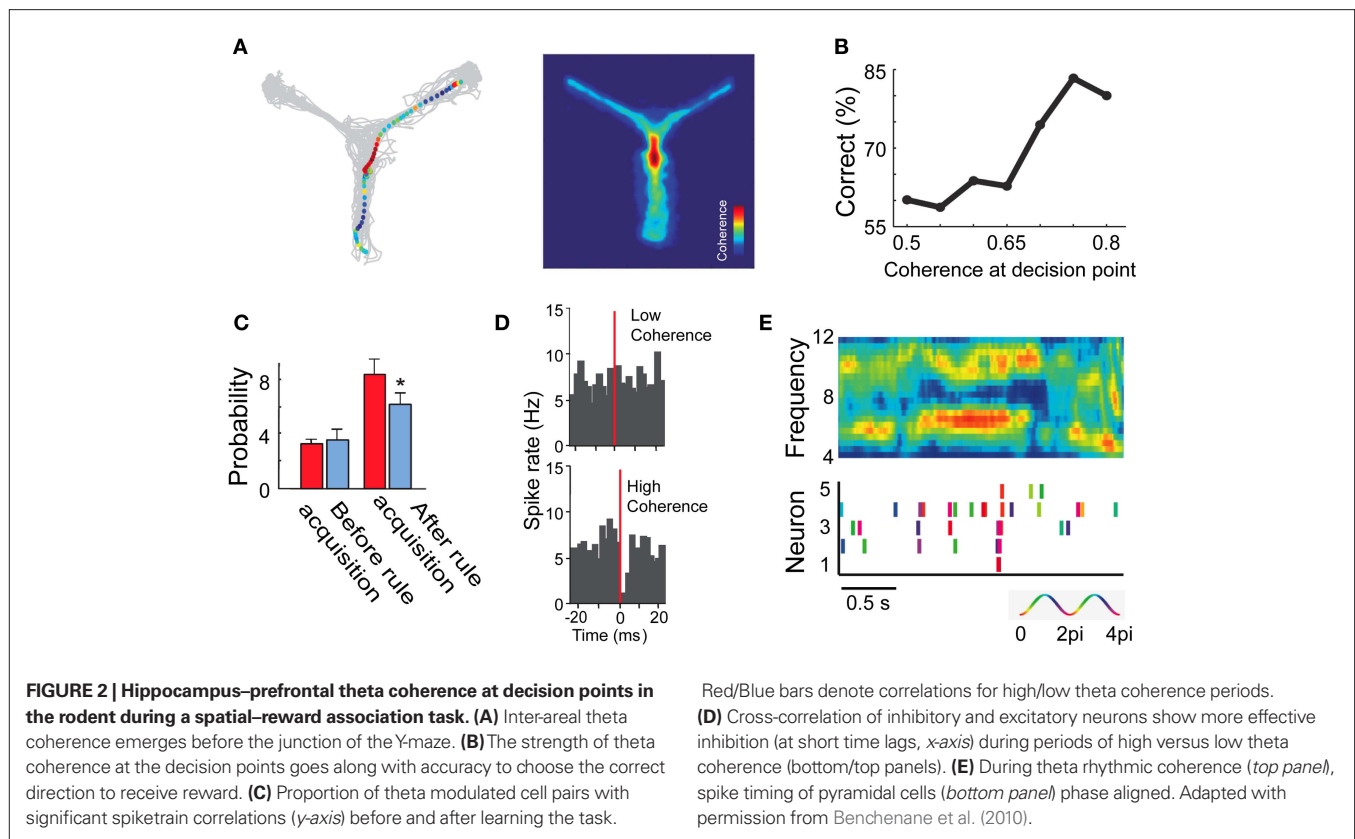 A
Coherence
B
85
70
55
Correct (%)
0.5
0.65
0.8
Coherence at decision point
C
8
4
0
Probability
Before rule
acquisition
After rule
acquisition
D
15
10
5
0
Low
Coherence
Spike rate (Hz)
15
10
5
0
High
Coherence
-20
0
20
Time (ms)
E
12
8
4
Frequency
5
3
1
Neuron
0.5 s
0
2pi
4pi
FIGURE 2 | Hippocampus–prefrontal theta coherence at decision points in
the rodent during a spatial–reward association task. (A) Inter-areal theta
coherence emerges before the junction of the Y-maze. (B) The strength of theta
coherence at the decision points goes along with accuracy to choose the correct
direction to receive reward. (C) Proportion of theta modulated cell pairs with
significant spiketrain correlations (y-axis) before and after learning the task.
Red/Blue bars denote correlations for high/low theta coherence periods.
(D) Cross-correlation of inhibitory and excitatory neurons show more effective
inhibition (at short time lags, x-axis) during periods of high versus low theta
coherence (bottom/top panels). (E) During theta rhythmic coherence (top panel),
spike timing of pyramidal cells (bottom panel) phase aligned. Adapted with
permission from Benchenane et al. (2010).
*